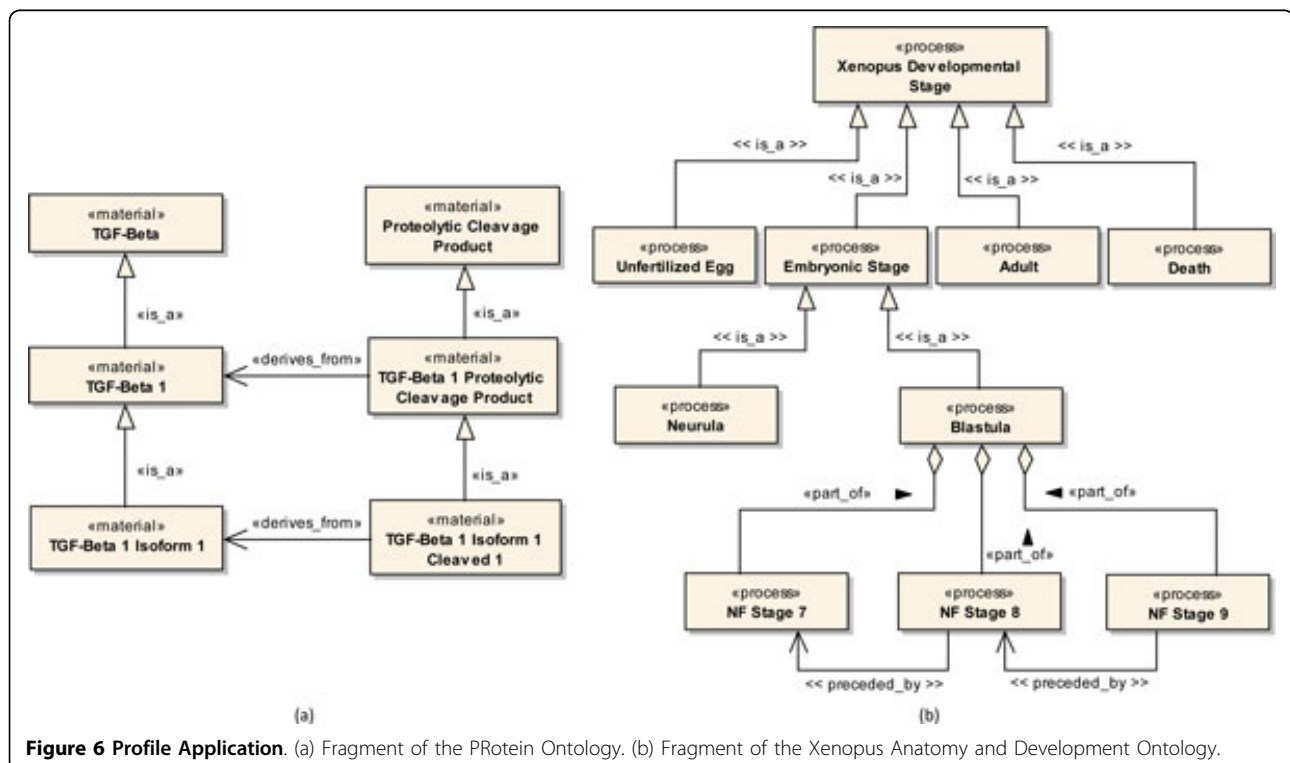 «material»
TGF-Beta
«is_a»
«material»
TGF-Beta 1
«is_a»
«material»
TGF-Beta 1 Isoform 1
«derives_from»
«derives_from»
«material»
Proteolytic Cleavage
Product
«is_a»
«material»
TGF-Beta 1 Proteolytic
Cleavage Product
«is_a»
«material»
TGF-Beta 1 Isoform 1
Cleaved 1
(a)
«process»
Xenopus Developmental
Stage
<< is_a >>
<< is_a >>
<< is_a >>
<< is_a >>
«process»
Unfertilized Egg
«process»
Embryonic Stage
«process»
Adult
«process»
Death
<< is_a >>
<< is_a >>
«process»
Neurula
«process»
Blastula
«part_of»
«part_of»
«part_of»
«process»
NF Stage 7
«process»
NF Stage 8
«process»
NF Stage 9
<< preceded_by >>
<< preceded_by >>
(b)
Figure 6 Profile Application. (a) Fragment of the PRotein Ontology. (b) Fragment of the Xenopus Anatomy and Development Ontology.